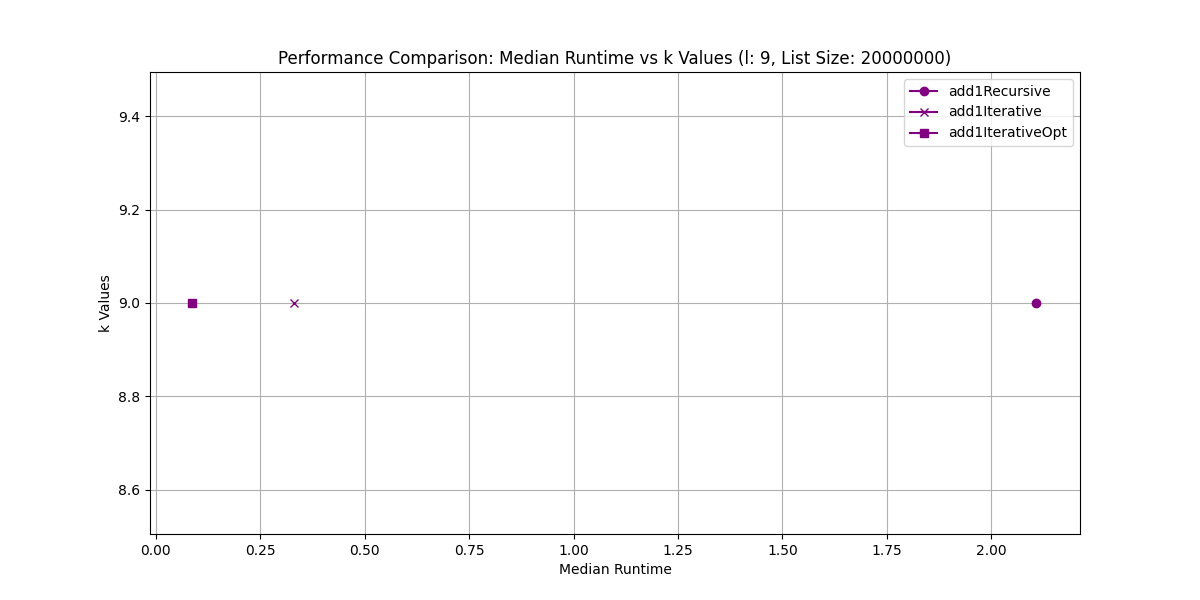 Performance Comparison: Median Runtime vs k Values (l: 9, List Size: 20000000)
add1Recursive
add1Iterative
add1IterativeOpt
9.4
9.2
9.0
8.8
8.6
k Values
0.00 0.25 0.50 0.75 1.00 1.25 1.50 1.75 2.00
Median Runtime